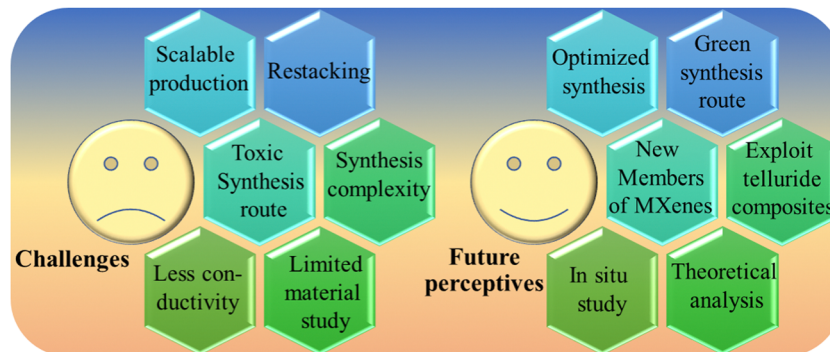 Scalable
production
Restacking
Toxic
Synthesis
route
Synthesis
complexity
Challenges
Less con-
ductivity
Limited
material
study
Optimized
synthesis
Green
synthesis
route
New
Members
of MXenes
Exploit
telluride
composites
Future
perceptives
In situ
study
Theoretical
analysis